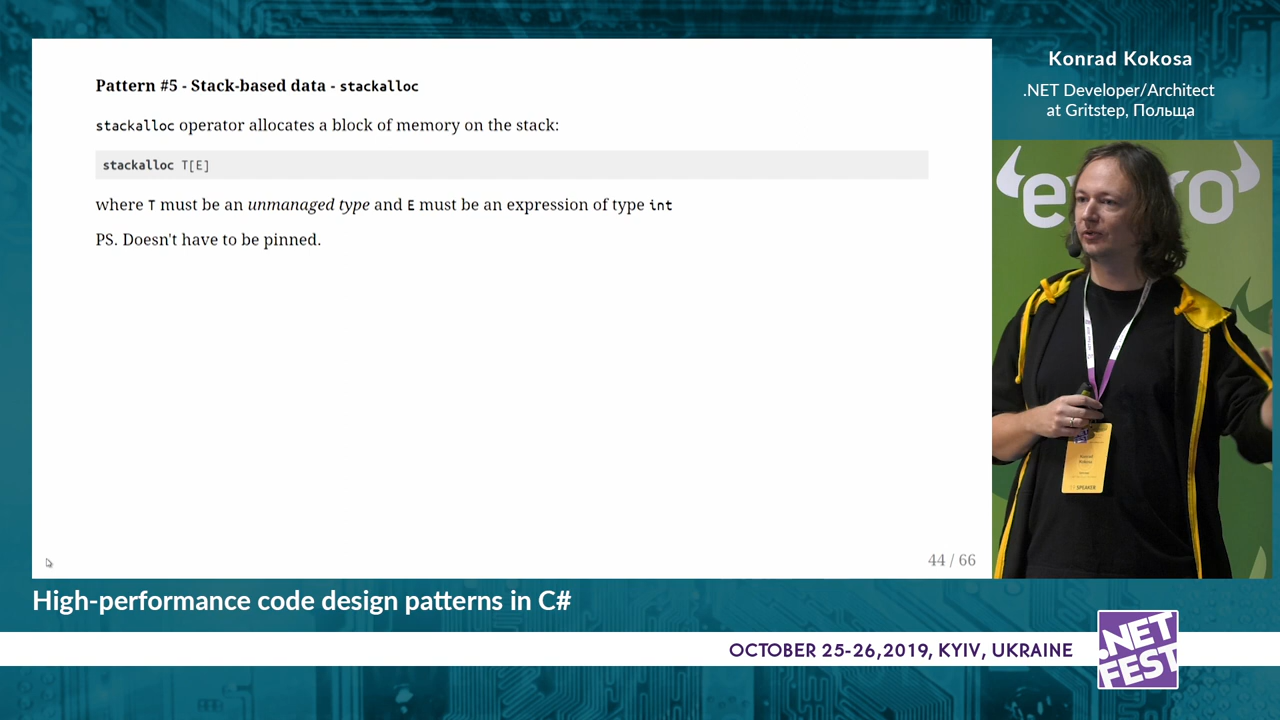 Pattern #5 - Stack-based data - stackalloc
stackalloc operator allocates a block of memory on the stack:
stackalloc T[E]
where T must be an unmanaged type and E must be an expression of type int
PS. Doesn't have to be pinned.
44 / 66
Konrad Kokosa
.NET Developer/Architect
at Gritstep, Польща
SPEAKER
High-performance code design patterns in C#
OCTOBER 25-26,2019, KYIV, UKRAINE
.NET
FEST